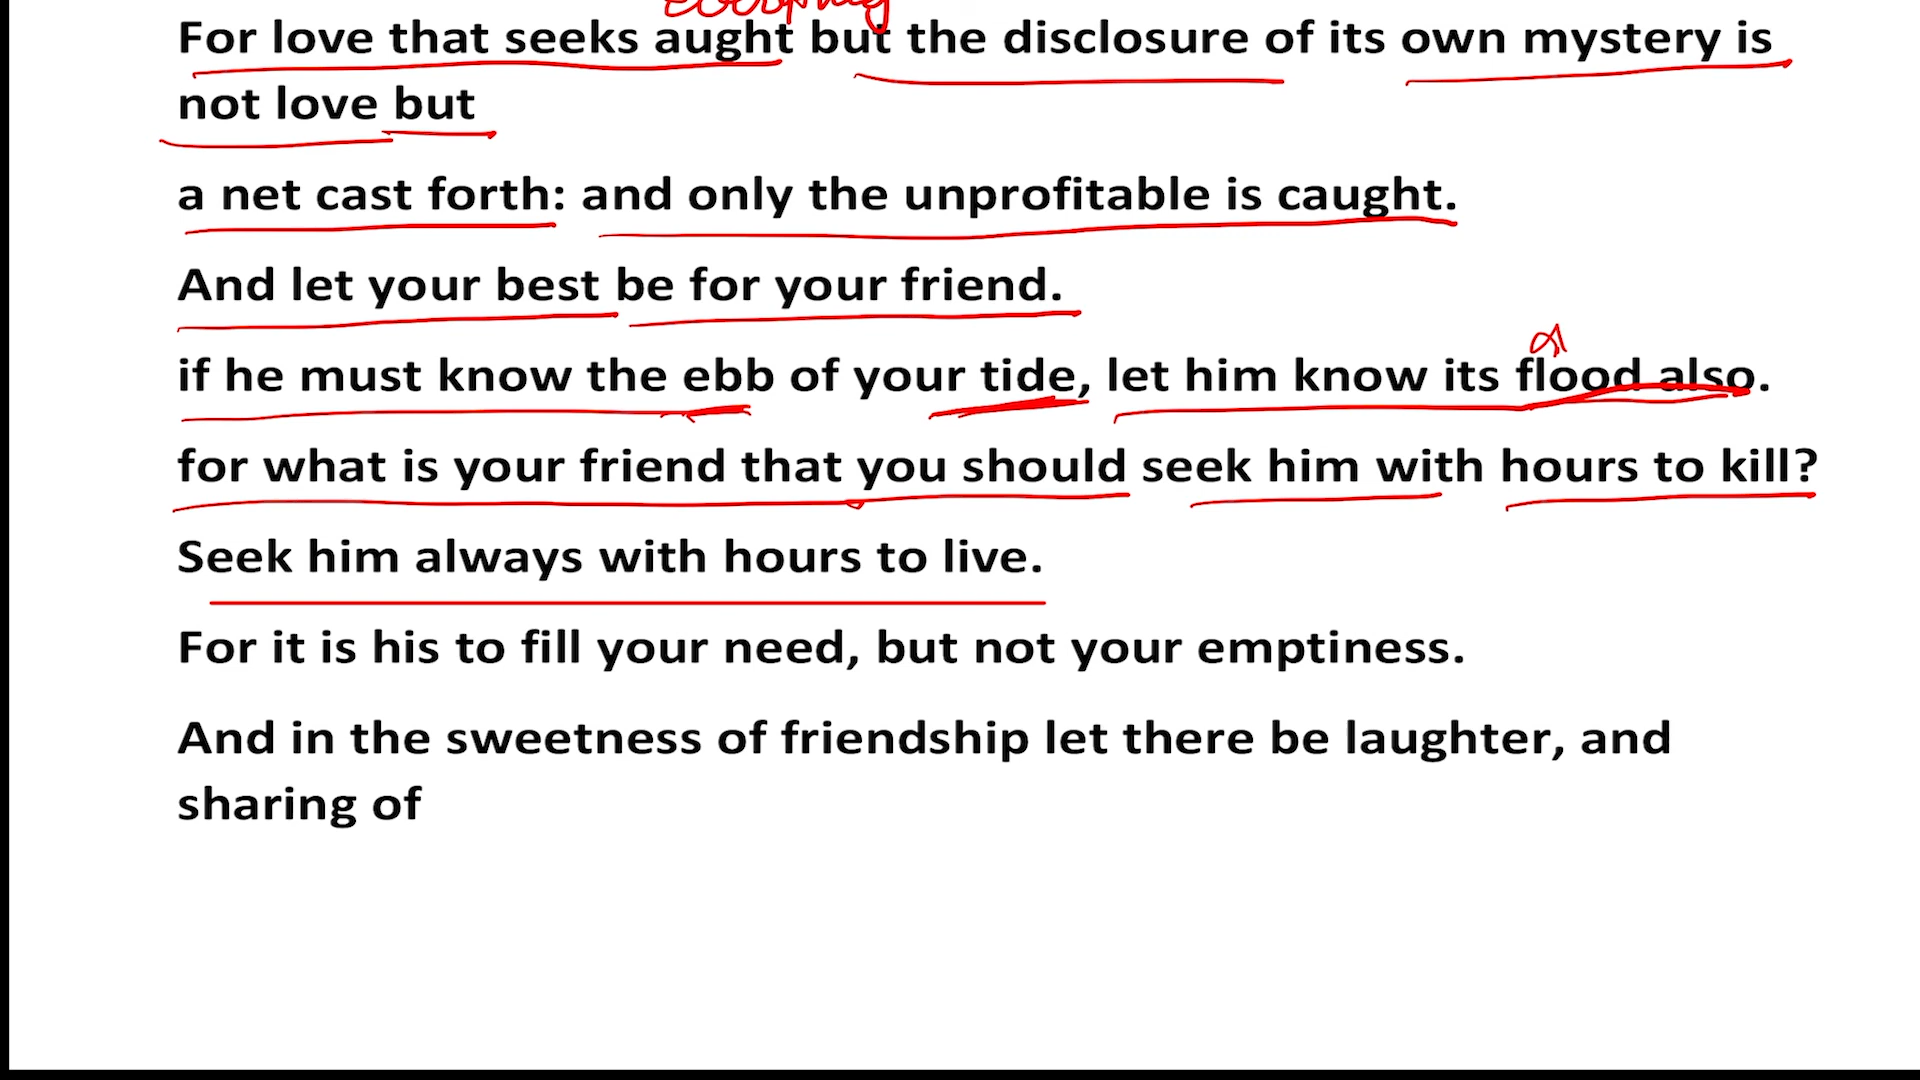 everything
For love that seeks aught but the disclosure of its own mystery is
not love but
a net cast forth: and only the unprofitable is caught.
And let your best be for your friend.
if he must know the ebb of your tide, let him know its flood also.
for what is your friend that you should seek him with hours to kill?
Seek him always with hours to live.
For it is his to fill your need, but not your emptiness.
And in the sweetness of friendship let there be laughter, and
sharing of